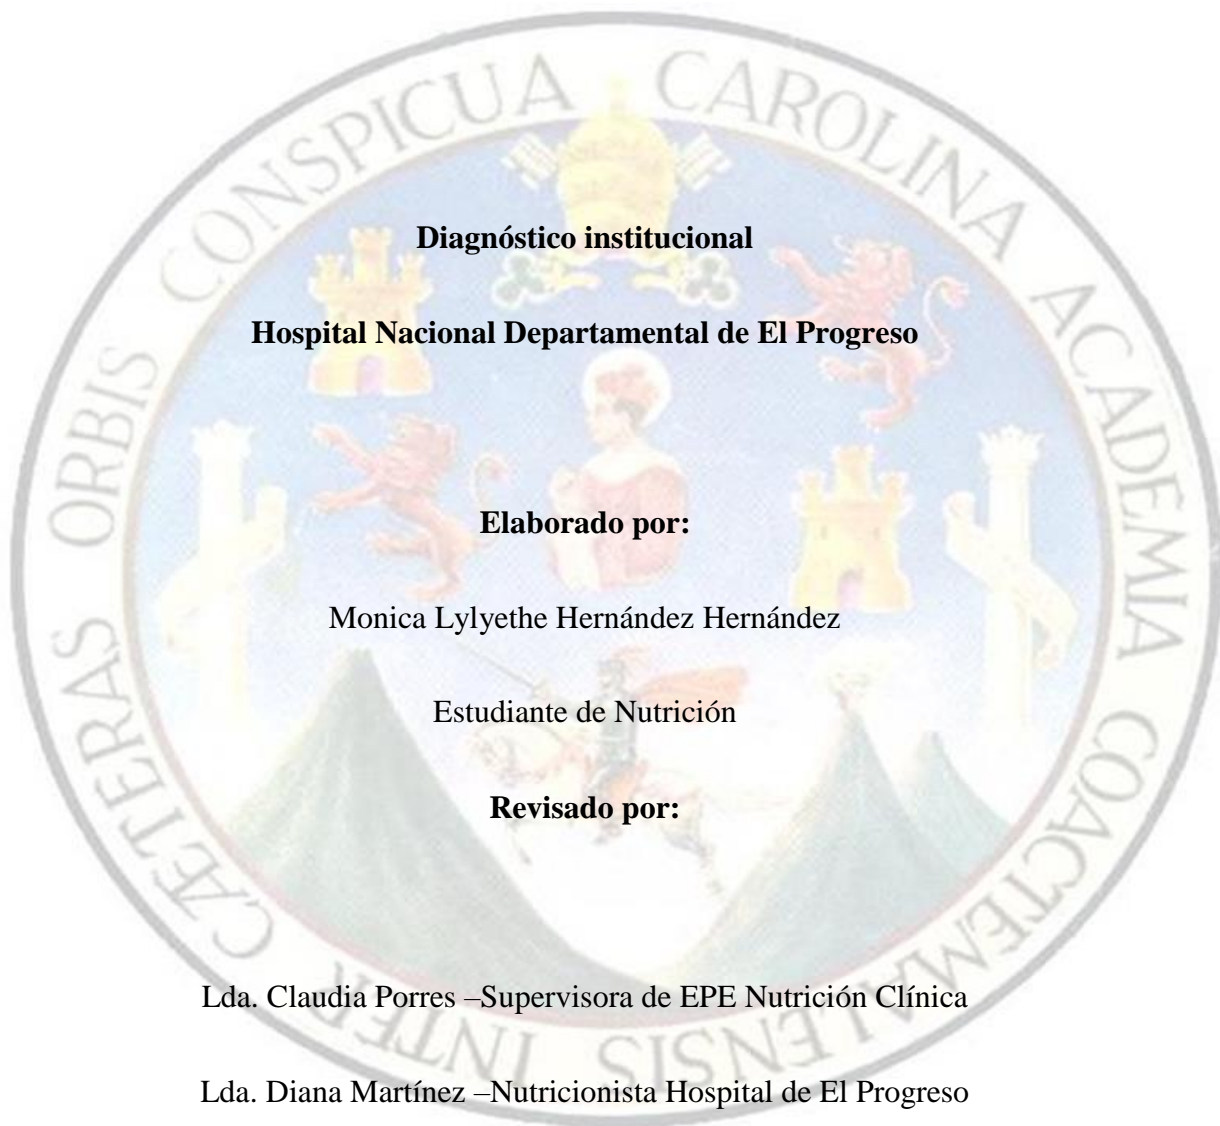 Diagnóstico institucional
Hospital Nacional Departamental de El Progreso
Elaborado por:
Monica Lylyethe Hernández Hernández
Estudiante de Nutrición
Revisado por:
Lda. Claudia Porres –Supervisora de EPE Nutrición Clínica
Lda. Diana Martínez –Nutricionista Hospital de El Progreso
CÆTERAS ORBIS CONSPICUA CAROLINA ACADEMIA COACTEMALENSIS INTER